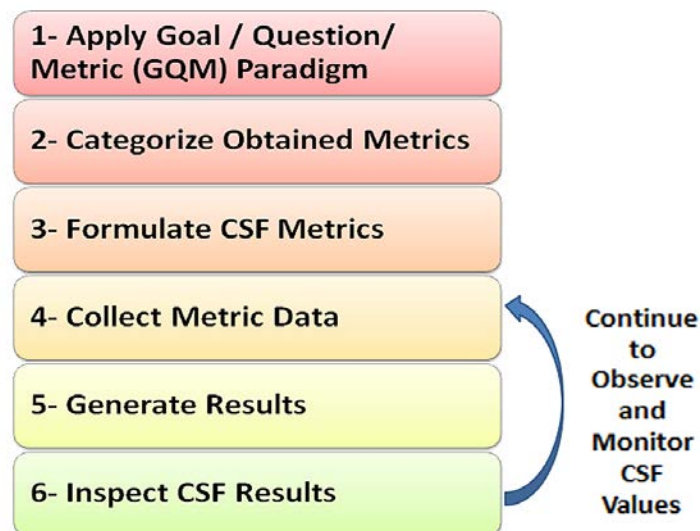 1- Apply Goal / Question/
Metric (GQM) Paradigm
2- Categorize Obtained Metrics
3- Formulate CSF Metrics
4- Collect Metric Data
5- Generate Results
6- Inspect CSF Results
Continue
to
Observe
and
Monitor
CSF
Values